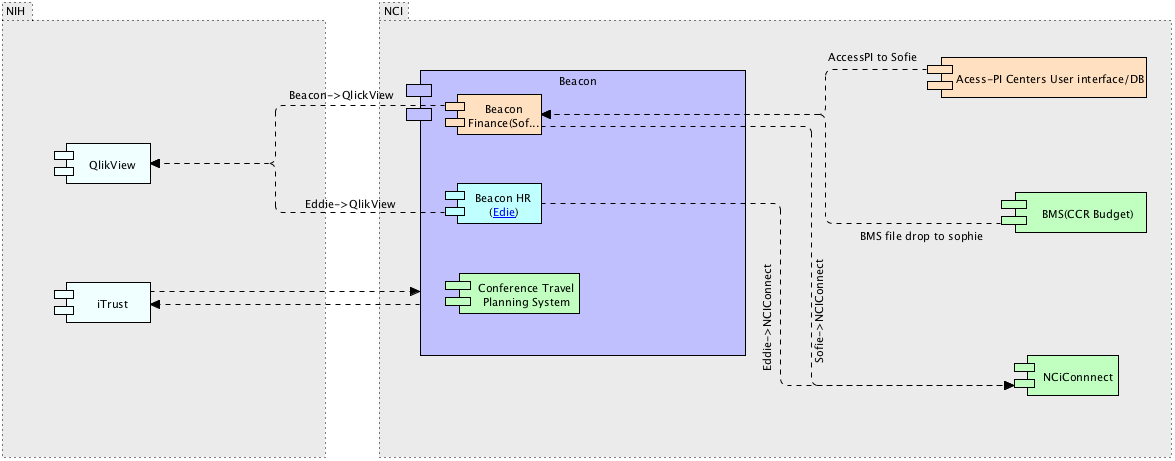 NIH
NCI
AccessPI to Sofie
Beacon
Acess-PI Centers User interface/DB
Beacon->QlickView
Beacon
Finance(Sof...
QlikView
Beacon HR
(Edie)
Eddie->QlikView
BMS(CCR Budget)
BMS file drop to sophie
Conference Travel
Planning System
iTrust
Eddie->NCIConnect
Sofie->NCIConnect
NCiConnnect